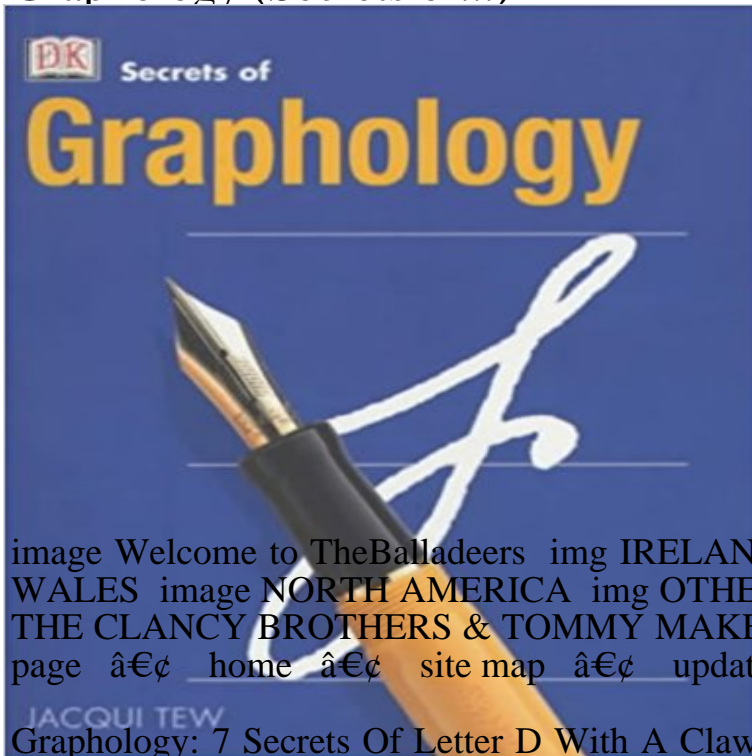 DK Secrets of
Graphology
image Welcome to TheBalladeers img IRELAN
WALES image NORTH AMERICA img OTHE
THE CLANCY BROTHERS & TOMMY MAKE
page • home • site map • updat
JACQUI TEW
Graphology: 7 Secrets Of Letter D With A Claw